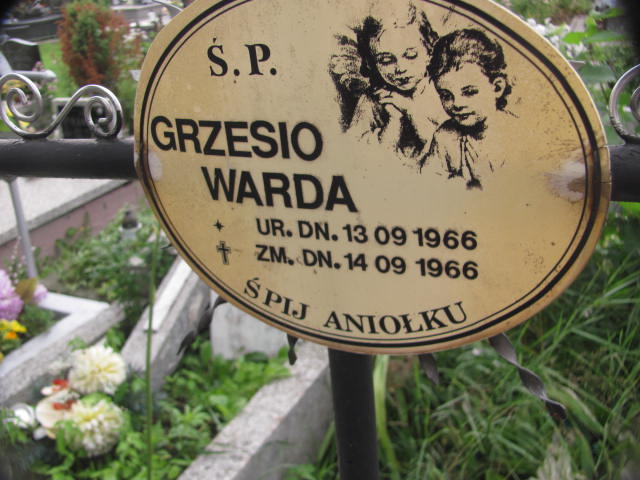 Ś.P.
GRZESIO
WARDA
UR. DN. 13 09 1966
ZM. DN. 14 09 1966
ŚPIJ ANIOŁKU